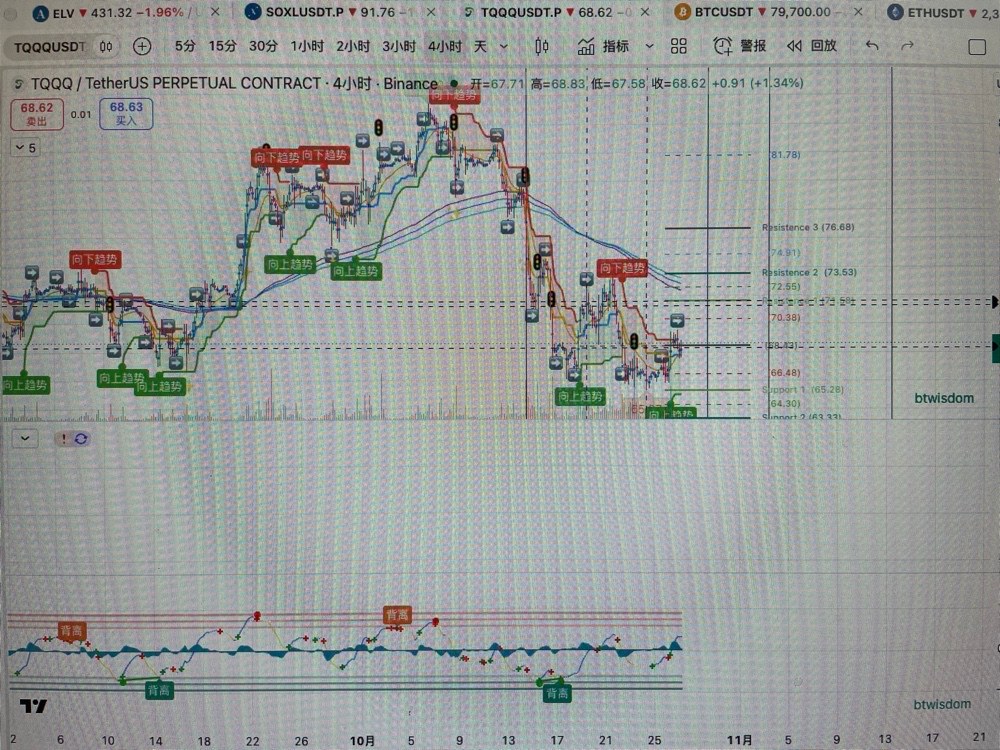 ELV ▼ 431.32 −1.96% / SOXLUSDT.P ▼ 91.76 TQQQUSDT.P ▼ 68.62 BTCUSDT ▼ 79,700.00 ETHUSDT ▼ 2,3
TQQQUSDT 5分 15分 30分 1小时 2小时 3小时 4小时 天 指标 警报 回放
TQQQ / TetherUS PERPETUAL CONTRACT · 4小时 · Binance 开=67.71 高=68.83 低=67.58 收=68.62 +0.91 (+1.34%)
68.62 0.01 68.63
卖出 买入
5
向下趋势
向下趋势 向下趋势
(81.78)
Resistence 3 (76.68)
(74.91)
向下趋势 向上趋势 向上趋势 向下趋势
Resistence 2 (73.53)
(72.55)
(70.38)
(66.48)
向上趋势 向上趋势 向上趋势 向上趋势
Support 1 (65.28)
btwisdom
(64.30)
向上趋势
Support 2 (63.33)
背离 背离
背离 背离
btwisdom
2 6 10 14 18 22 26 10月 5 9 13 17 21 25 11月 5 9 13 17 21